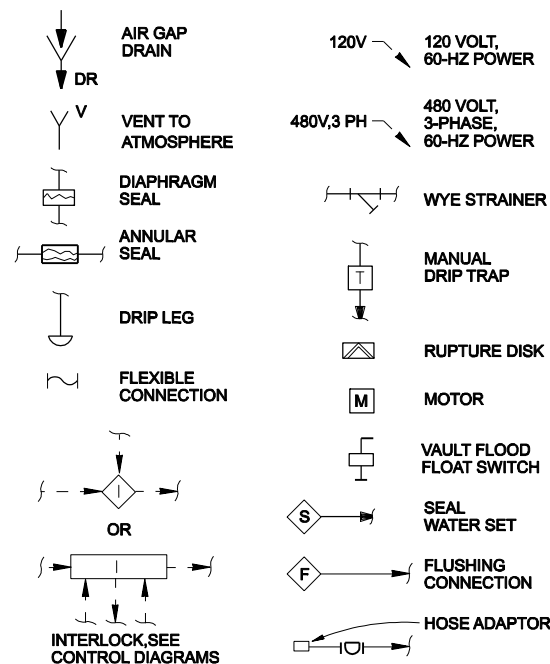 AIR GAP
DRAIN
DR
V
VENT TO
ATMOSPHERE
DIAPHRAGM
SEAL
ANNULAR
SEAL
DRIP LEG
FLEXIBLE
CONNECTION
I
OR
I
INTERLOCK,SEE
CONTROL DIAGRAMS
120V
120 VOLT,
60-HZ POWER
480V,3 PH
480 VOLT,
3-PHASE,
60-HZ POWER
WYE STRAINER
T
MANUAL
DRIP TRAP
RUPTURE DISK
M
MOTOR
VAULT FLOOD
FLOAT SWITCH
S
SEAL
WATER SET
F
FLUSHING
CONNECTION
HOSE ADAPTOR